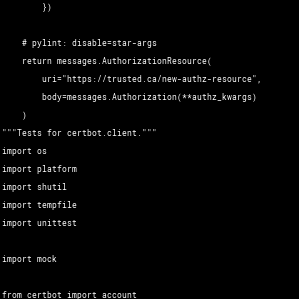 })
# pylint: disable=star-args
return messages.AuthorizationResource(
uri="https://trusted.ca/new-authz-resource",
body=messages.Authorization(**authz_kwargs)
)
"""Tests for certbot.client."""
import os
import platform
import shutil
import tempfile
import unittest
import mock
from certbot import account